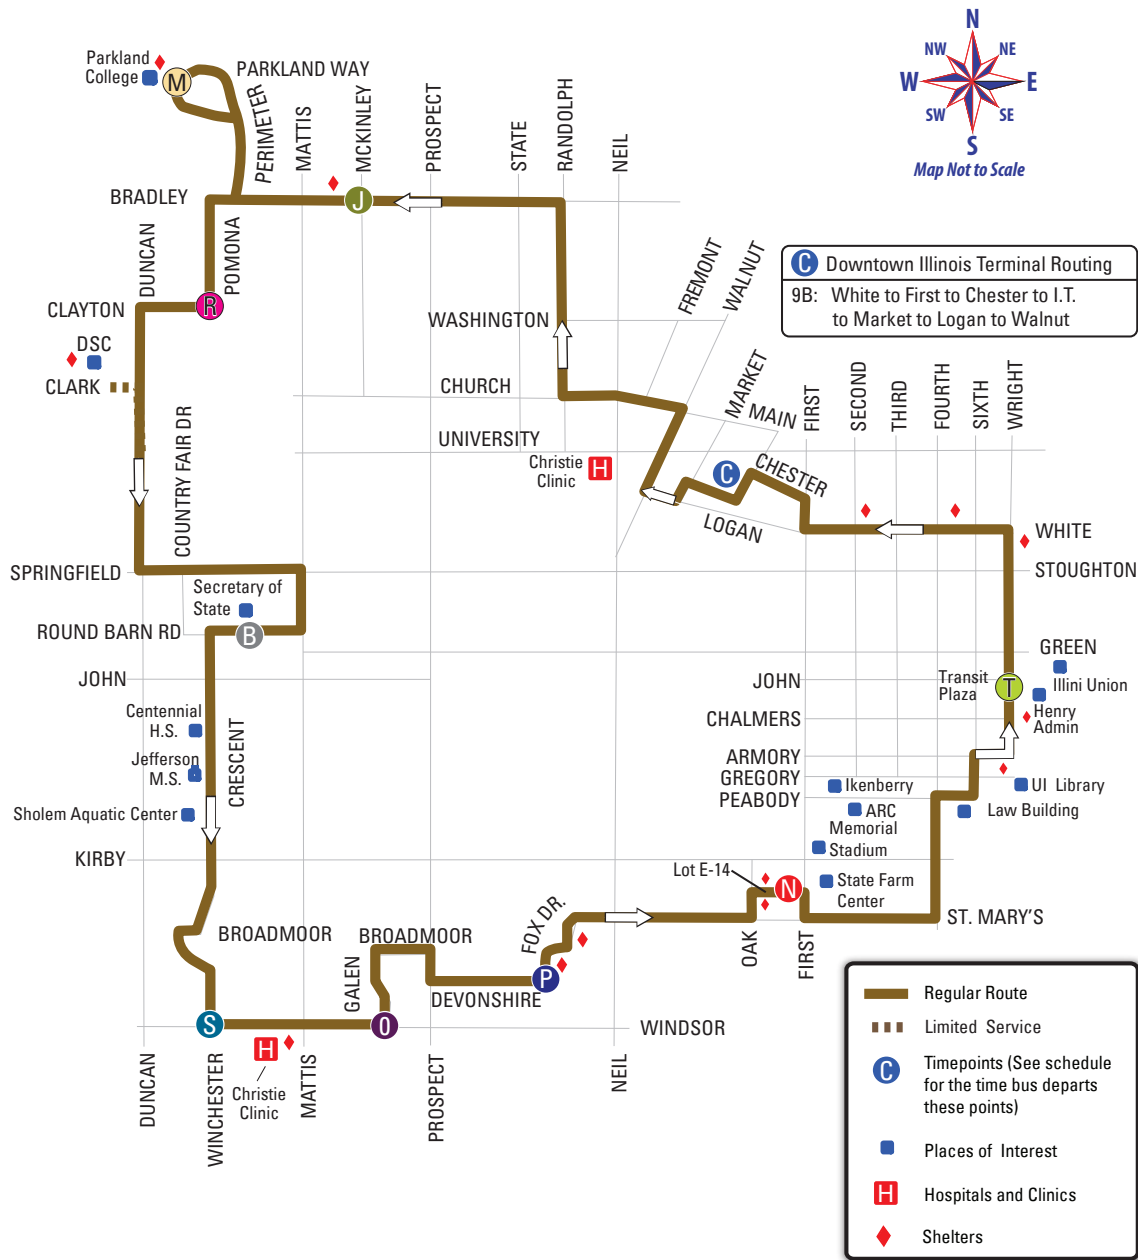 N
NW
NE
W
E
SW
SE
S
Map Not to Scale
Parkland
College
M
PARKLAND WAY
PERIMETER
MATTIS
MCKINLEY
PROSPECT
STATE
RANDOLPH
NEIL
BRADLEY
J
DUNCAN
POMONA
CLAYTON
R
FREMONT
WALNUT
C Downtown Illinois Terminal Routing
9B: White to First to Chester to I.T.
to Market to Logan to Walnut
WASHINGTON
DSC
CLARK
CHURCH
MARKET
MAIN
FIRST
SECOND
THIRD
FOURTH
SIXTH
WRIGHT
UNIVERSITY
Christie
Clinic
H
C
CHESTER
COUNTRY FAIR DR
LOGAN
WHITE
SPRINGFIELD
STOUGHTON
Secretary of
State
ROUND BARN RD
B
GREEN
JOHN
JOHN
Transit
Plaza
T
Illini Union
Centennial
H.S.
CHALMERS
Henry
Admin
CRESCENT
Jefferson
M.S.
ARMORY
GREGORY
PEABODY
Ikenberry
UI Library
Sholem Aquatic Center
ARC
Law Building
Memorial
Stadium
KIRBY
Lot E-14
N
State Farm
Center
ST. MARY'S
BROADMOOR
BROADMOOR
FOX DR.
OAK
FIRST
GALEN
P
DEVONSHIRE
S
O
WINDSOR
H
Christie
Clinic
DUNCAN
WINCHESTER
MATTIS
PROSPECT
NEIL
Regular Route
Limited Service
C
Timepoints (See schedule
for the time bus departs
these points)
Places of Interest
H
Hospitals and Clinics
Shelters